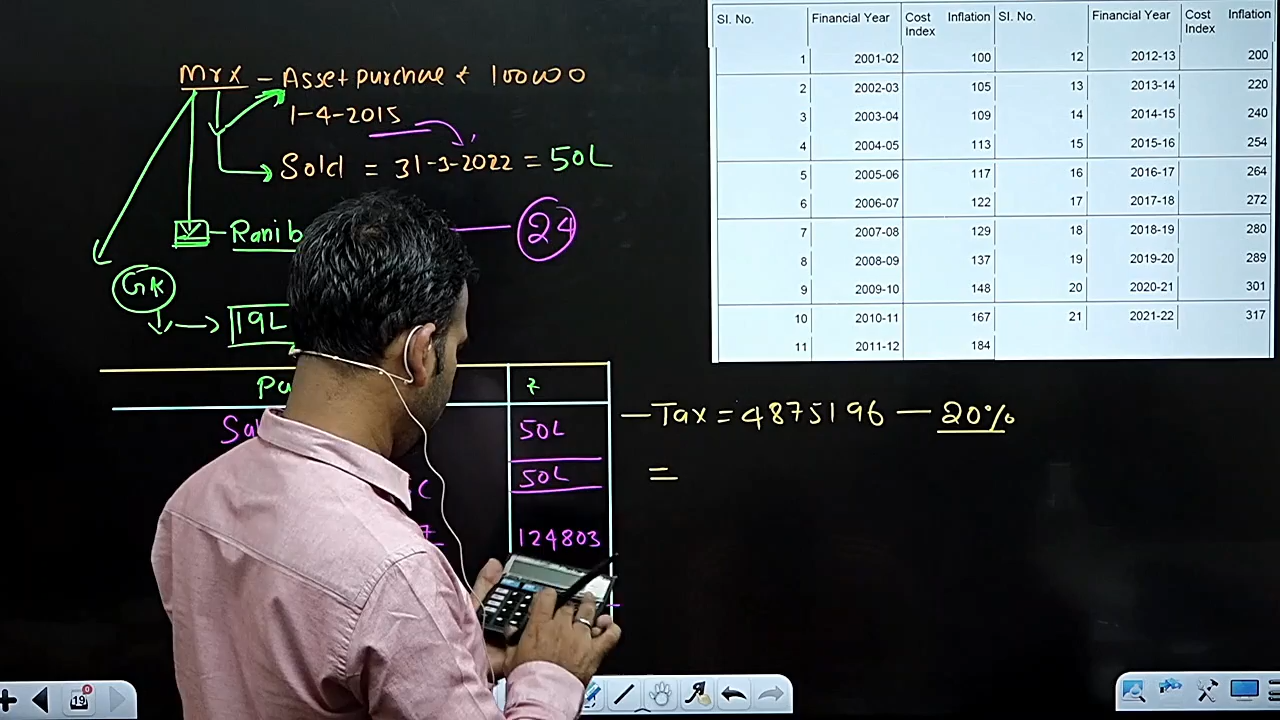 Mr X – Asset purchase ₹ 100000
1-4-2015
Sold = 31-3-2022 = 50L
24
GK
19L
₹
50L
50L
124803
– Tax = 4875196 – 20%
=
Sl. No. Financial Year Cost Inflation Index Sl. No. Financial Year Cost Inflation Index
1 2001-02 100 12 2012-13 200
2 2002-03 105 13 2013-14 220
3 2003-04 109 14 2014-15 240
4 2004-05 113 15 2015-16 254
5 2005-06 117 16 2016-17 264
6 2006-07 122 17 2017-18 272
7 2007-08 129 18 2018-19 280
8 2008-09 137 19 2019-20 289
9 2009-10 148 20 2020-21 301
10 2010-11 167 21 2021-22 317
11 2011-12 184
19